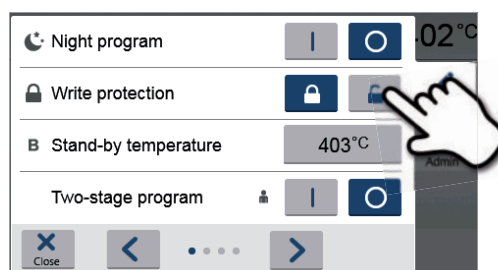 Night program I O
02°C
Write protection
B Stand-by temperature 403°C
Admin
Two-stage program I O
Close